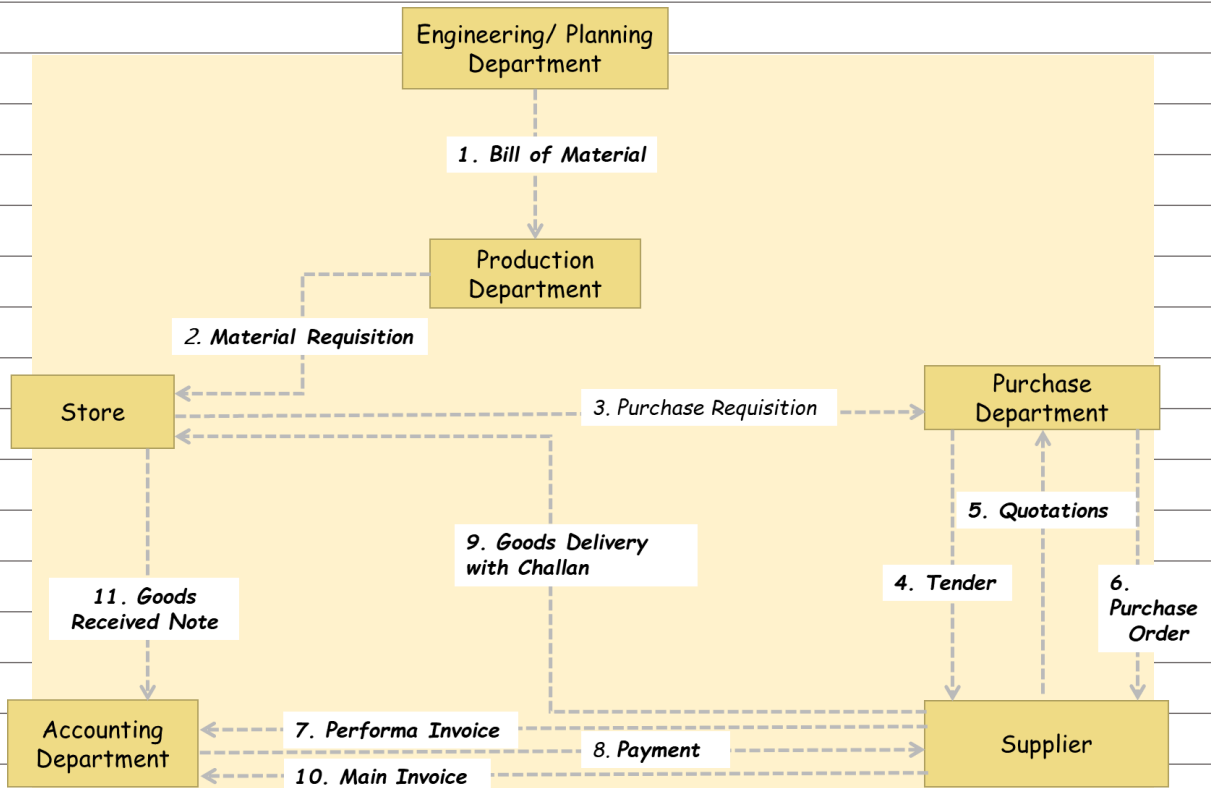 Engineering/ Planning
Department
1. Bill of Material
Production
Department
2. Material Requisition
Store
3. Purchase Requisition
Purchase
Department
5. Quotations
9. Goods Delivery
with Challan
4. Tender
6.
Purchase
Order
11. Goods
Received Note
Accounting
Department
7. Performa Invoice
8. Payment
10. Main Invoice
Supplier